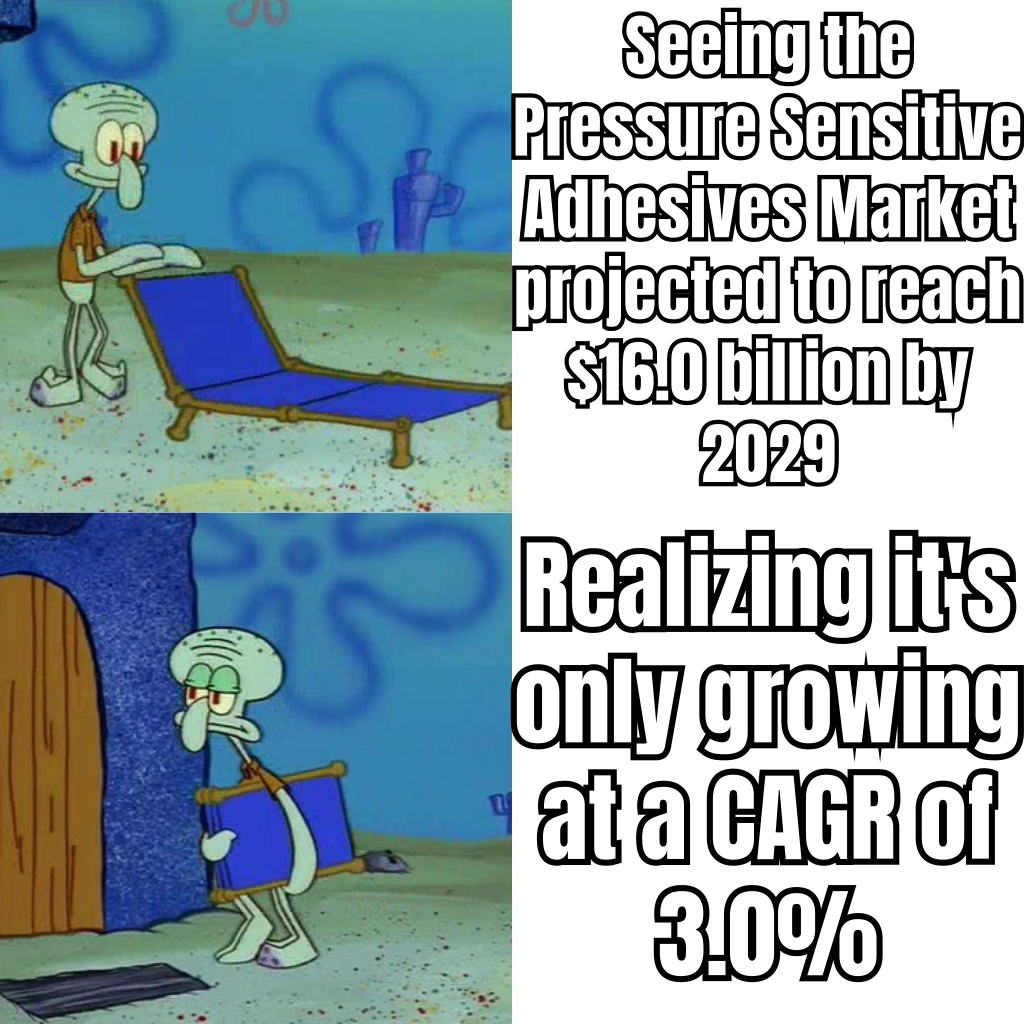 Seeing the
Pressure Sensitive
Adhesives Market
projected to reach
$16.0 billion by
2029
Realizing it's
only growing
at a CAGR of
3.0%